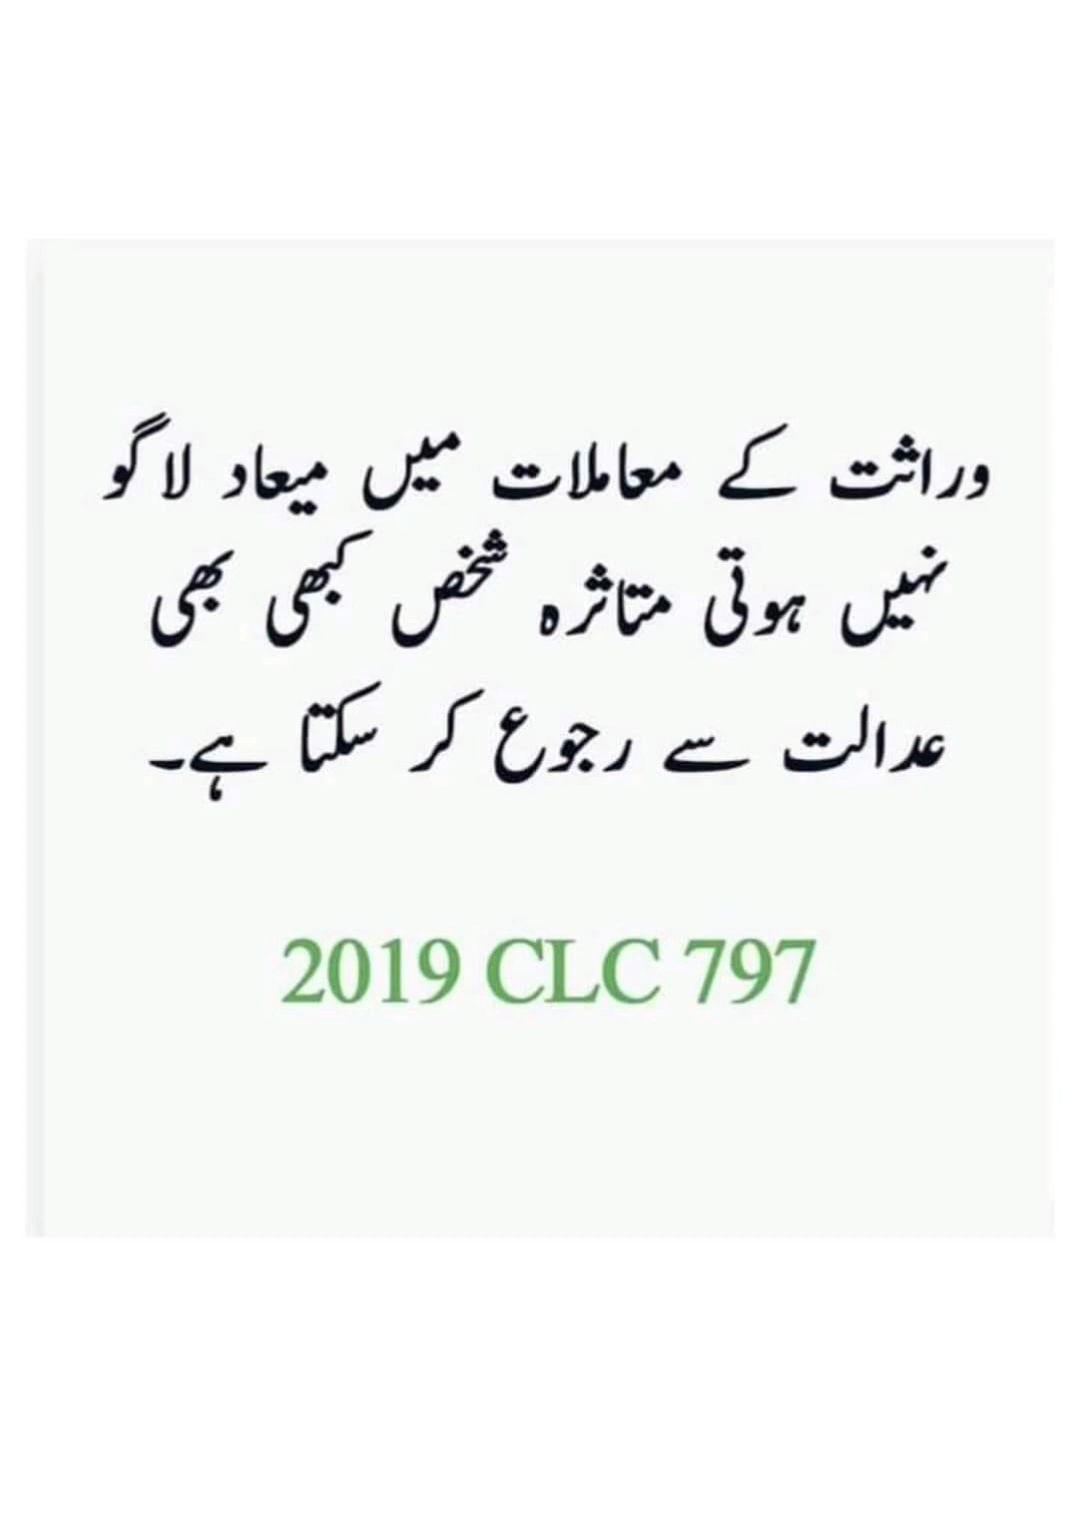 وراثت کے معاملات میں میعاد لاگو
نہیں ہوتی متاثرہ شخص کبھی بھی
عدالت سے رجوع کر سکتا ہے۔
2019 CLC 797